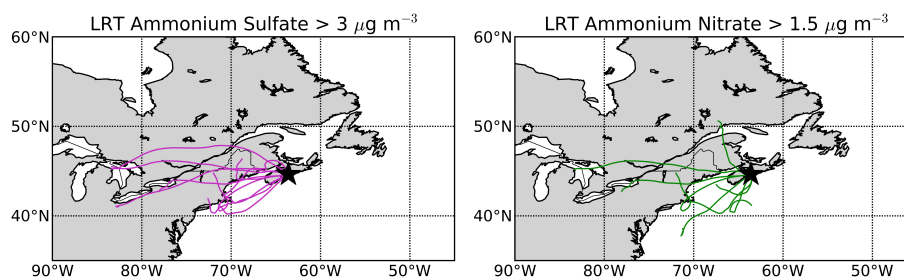 LRT Ammonium Sulfate > 3 μg m⁻³
60°N
50°N
40°N
90°W 80°W 70°W 60°W 50°W
LRT Ammonium Nitrate > 1.5 μg m⁻³
60°N
50°N
40°N
90°W 80°W 70°W 60°W 50°W